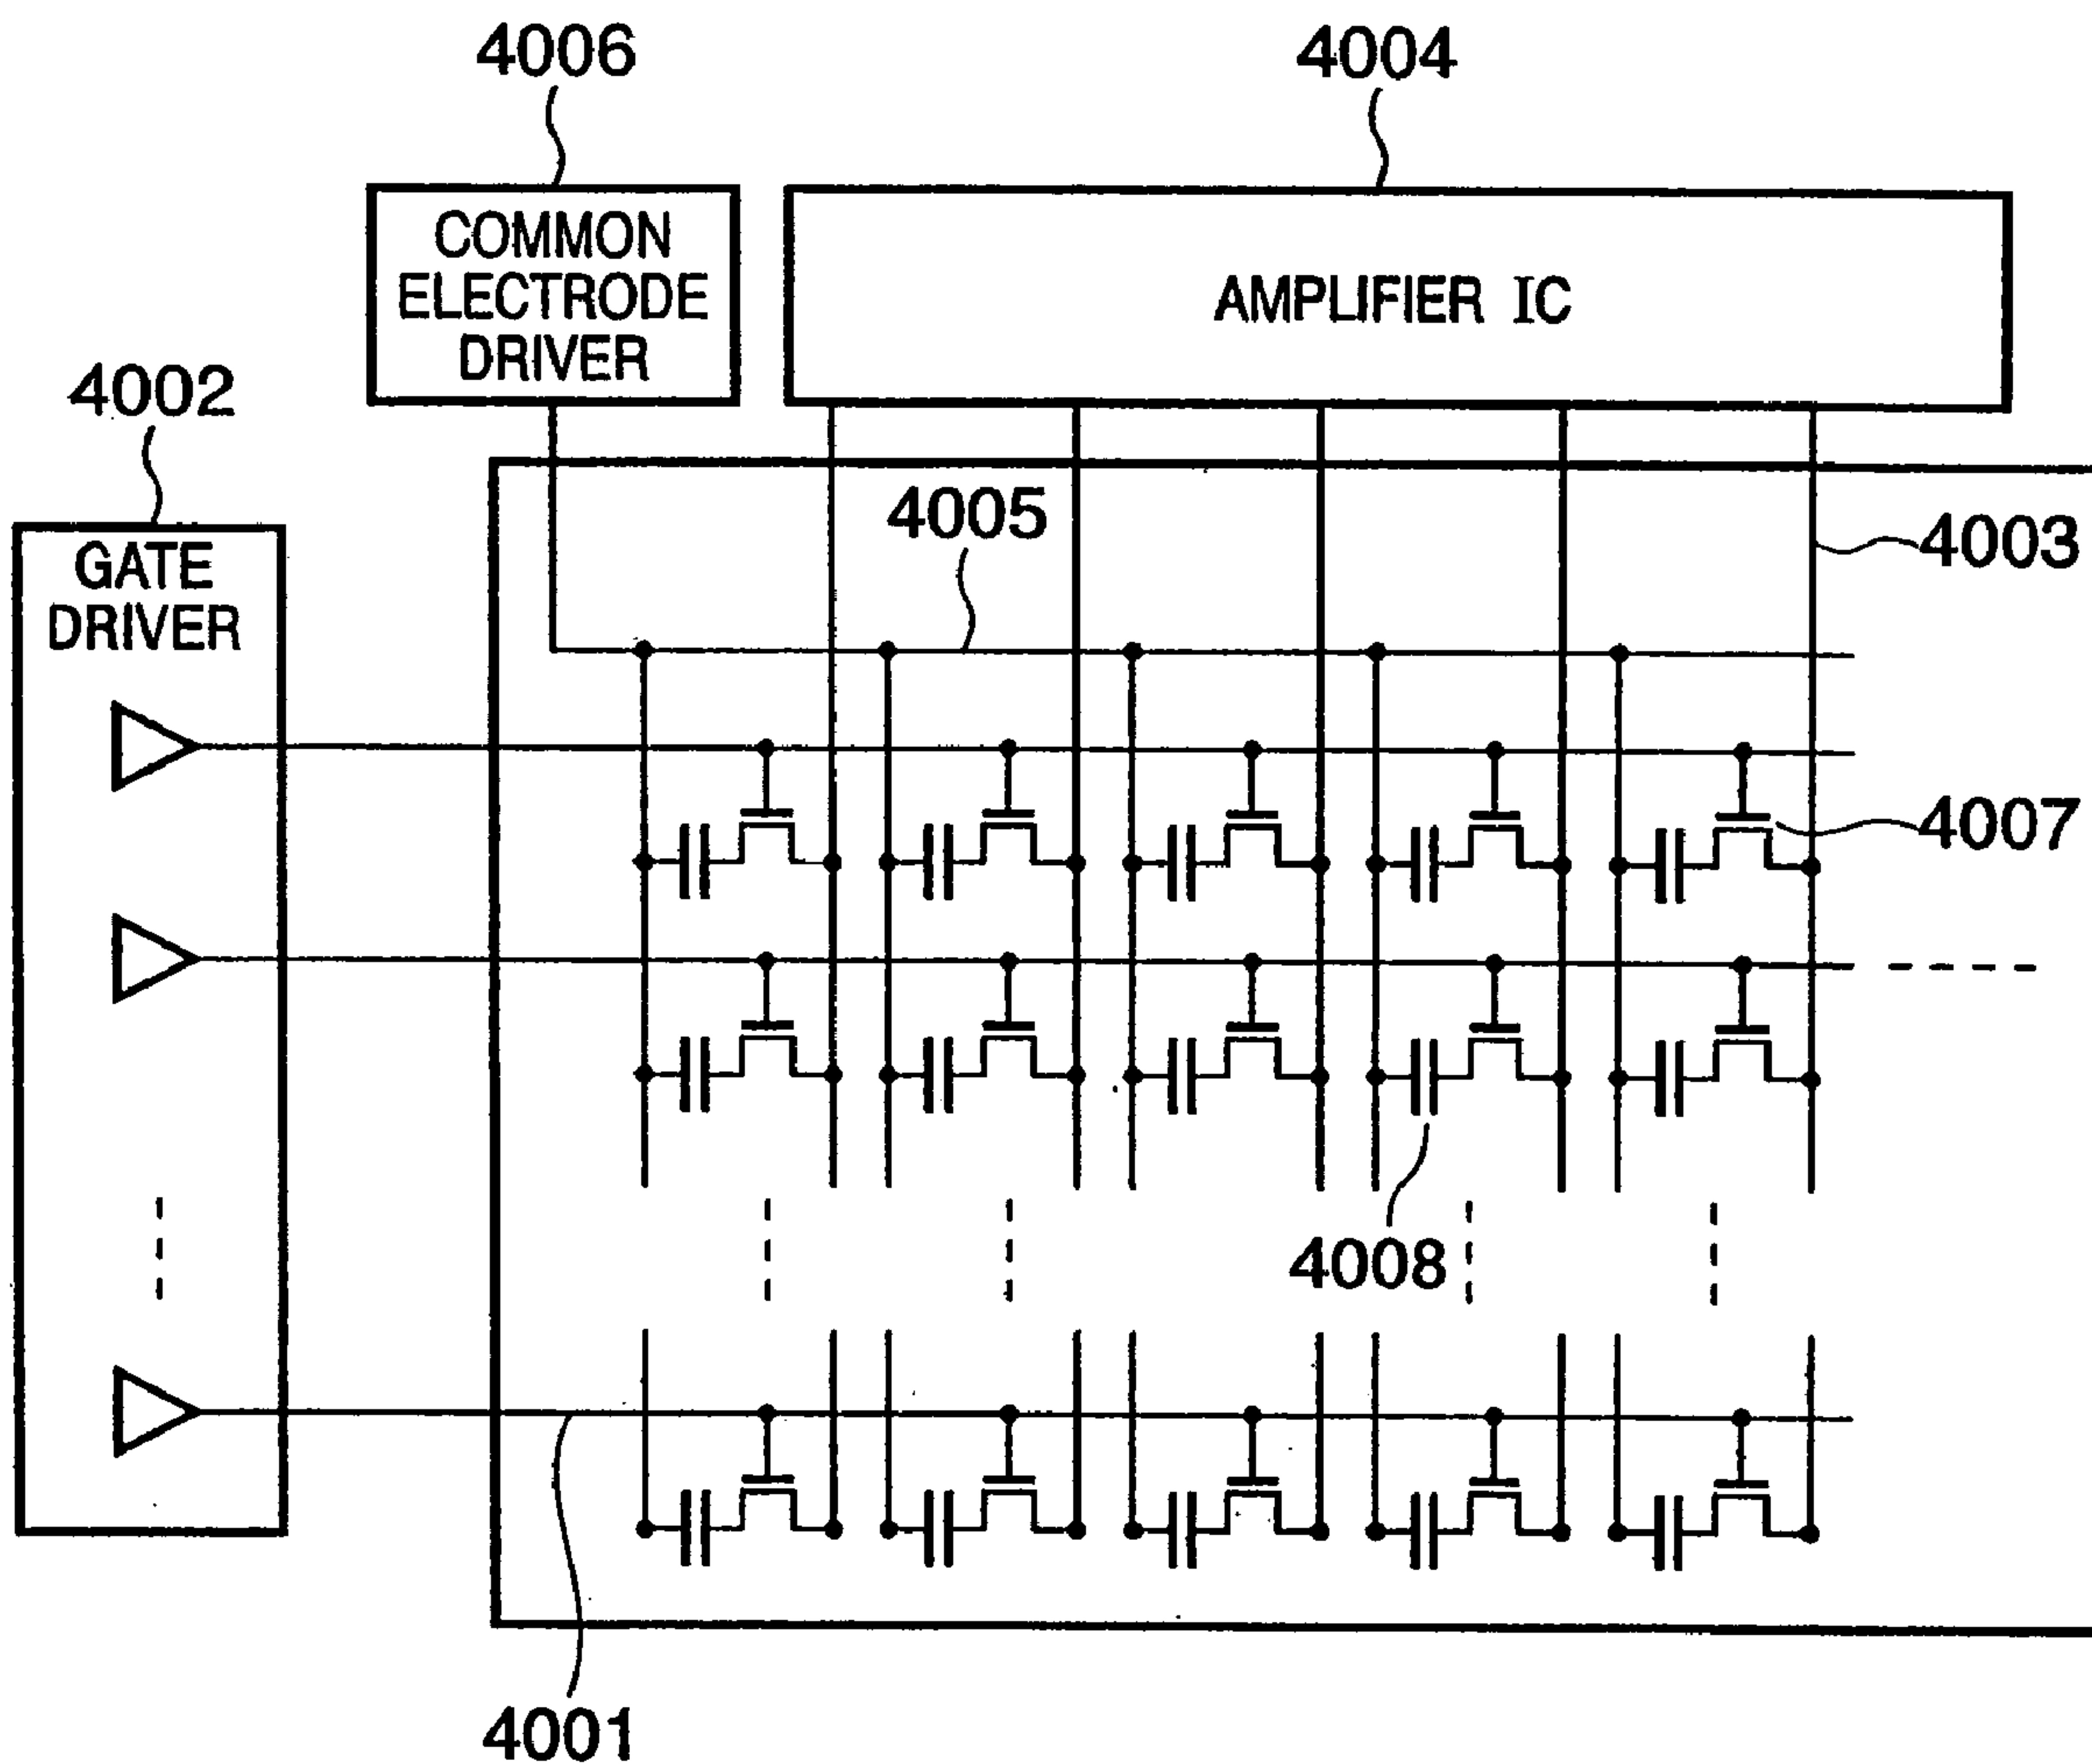 4006
4004
COMMON
ELECTRODE
DRIVER
AMPLIFIER IC
4002
GATE
DRIVER
4005
4003
4007
4008
4001